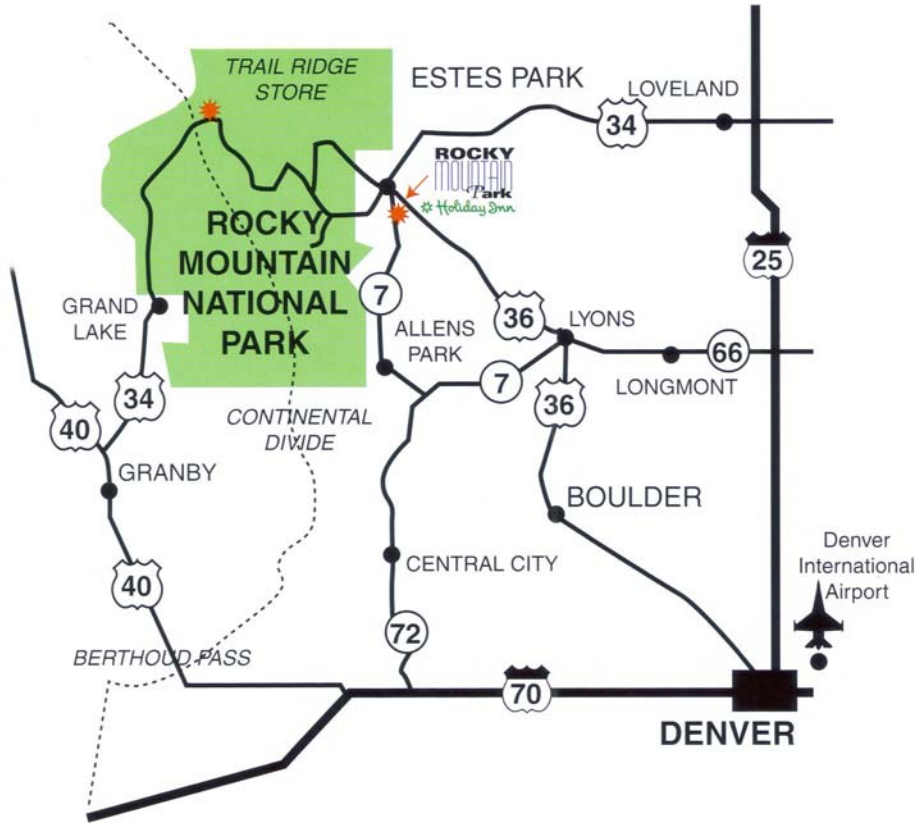 TRAIL RIDGE
STORE
ESTES PARK
LOVELAND
34
ROCKY
MOUNTAIN
Park
Holiday Inn
ROCKY
MOUNTAIN
NATIONAL
PARK
25
7
GRAND
LAKE
36
LYONS
ALLENS
PARK
66
7
LONGMONT
34
36
40
CONTINENTAL
DIVIDE
GRANBY
BOULDER
Denver
International
Airport
CENTRAL CITY
40
72
BERTHOUD PASS
70
DENVER